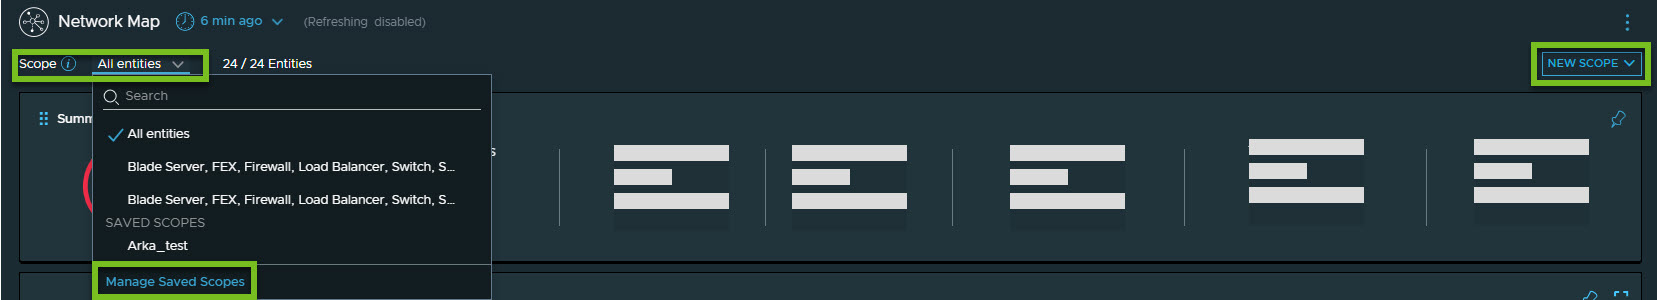 Network Map 6 min ago (Refreshing disabled)
Scope i All entities 24 / 24 Entities NEW SCOPE
Search
Summ
All entities
Blade Server, FEX, Firewall, Load Balancer, Switch, S...
s
Blade Server, FEX, Firewall, Load Balancer, Switch, S...
SAVED SCOPES
Arka_test
Manage Saved Scopes